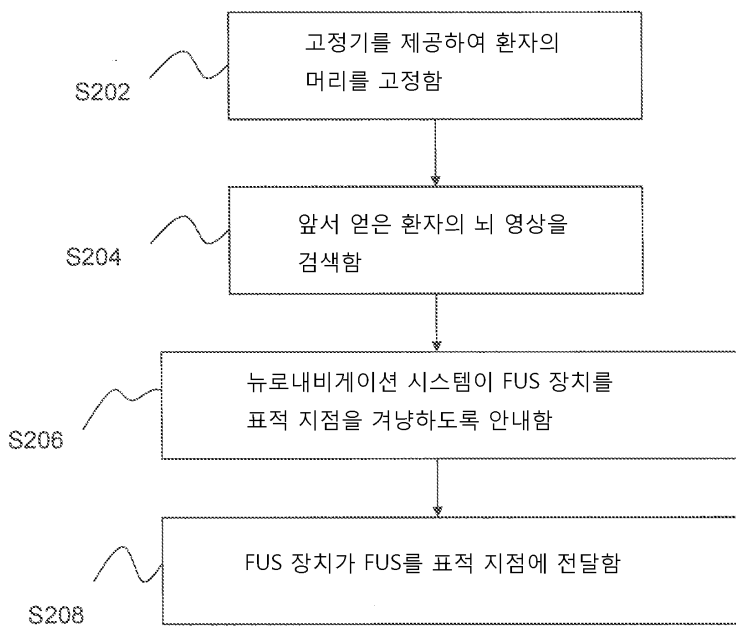 고정기를 제공하여 환자의
머리를 고정함
S202
앞서 얻은 환자의 뇌 영상을
검색함
S204
뉴로내비게이션 시스템이 FUS 장치를
표적 지점을 겨냥하도록 안내함
S206
FUS 장치가 FUS를 표적 지점에 전달함
S208